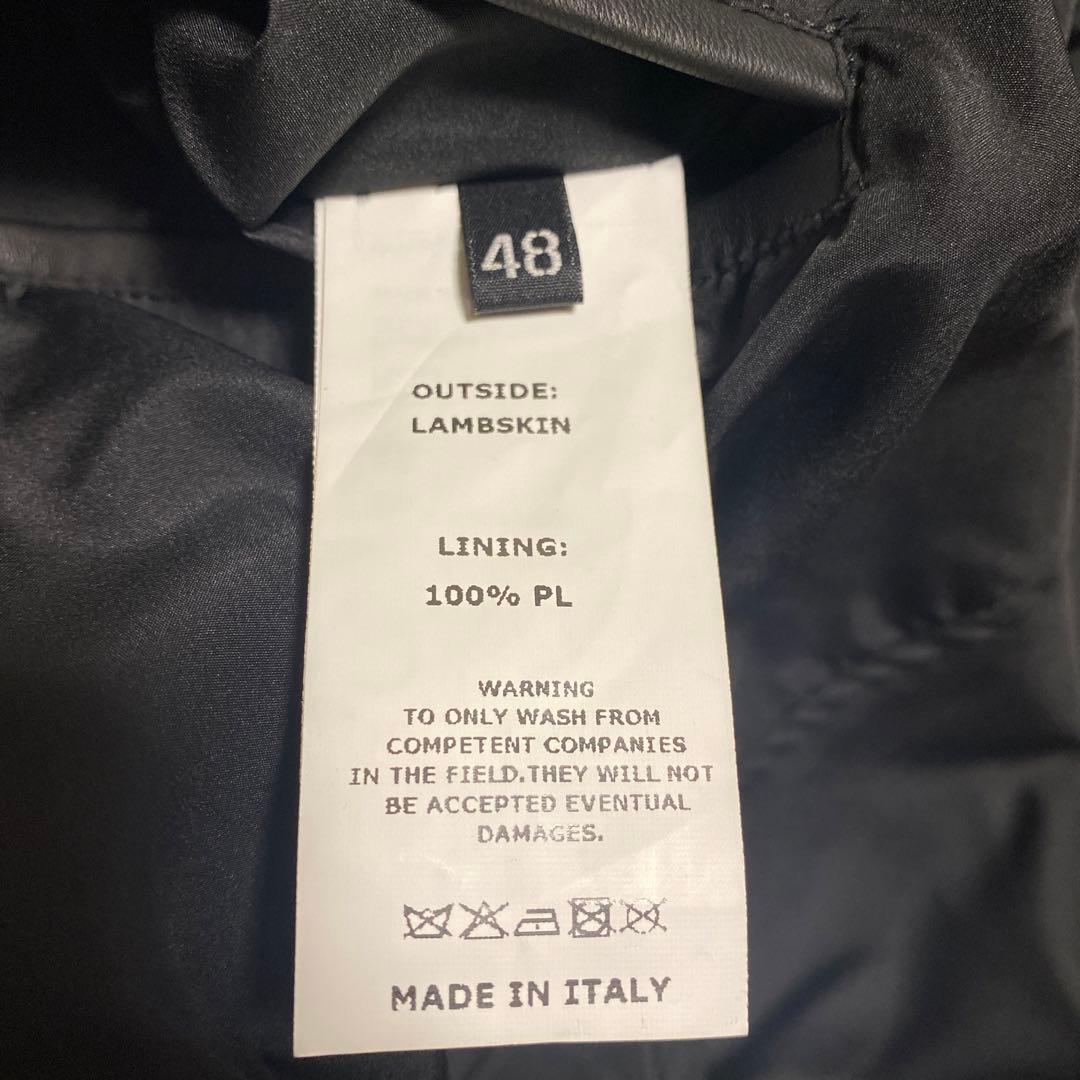 48
OUTSIDE:
LAMBSKIN
LINING:
100% PL
WARNING
TO ONLY WASH FROM
COMPETENT COMPANIES
IN THE FIELD.THEY WILL NOT
BE ACCEPTED EVENTUAL
DAMAGES.
MADE IN ITALY